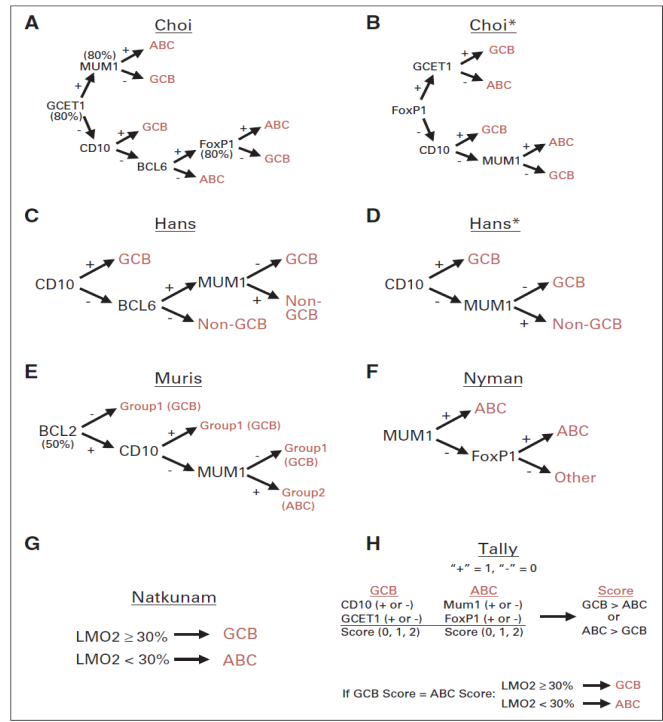 A
Choi
(80%)
MUM1
+
ABC
-
GCB
+
GCET1
(80%)
-
CD10
+
GCB
-
BCL6
+
FoxP1
(80%)
+
ABC
-
GCB
-
ABC
B
Choi*
GCET1
+
GCB
-
ABC
+
FoxP1
-
CD10
+
GCB
-
MUM1
+
ABC
-
GCB
C
Hans
CD10
+
GCB
-
BCL6
+
MUM1
-
GCB
+
Non-
GCB
-
Non-GCB
D
Hans*
CD10
+
GCB
-
MUM1
-
GCB
+
Non-GCB
E
Muris
BCL2
(50%)
-
Group1 (GCB)
+
CD10
+
Group1 (GCB)
-
MUM1
-
Group1
(GCB)
+
Group2
(ABC)
F
Nyman
MUM1
+
ABC
-
FoxP1
+
ABC
-
Other
G
Natkunam
LMO2 ≥ 30% GCB
LMO2 < 30% ABC
H
Tally
"+" = 1, "-" = 0
GCB ABC Score
CD10 (+ or -) Mum1 (+ or -) GCB > ABC
GCET1 (+ or -) FoxP1 (+ or -) or
Score (0, 1, 2) Score (0, 1, 2) ABC > GCB
If GCB Score = ABC Score: LMO2 ≥ 30% GCB
LMO2 < 30% ABC